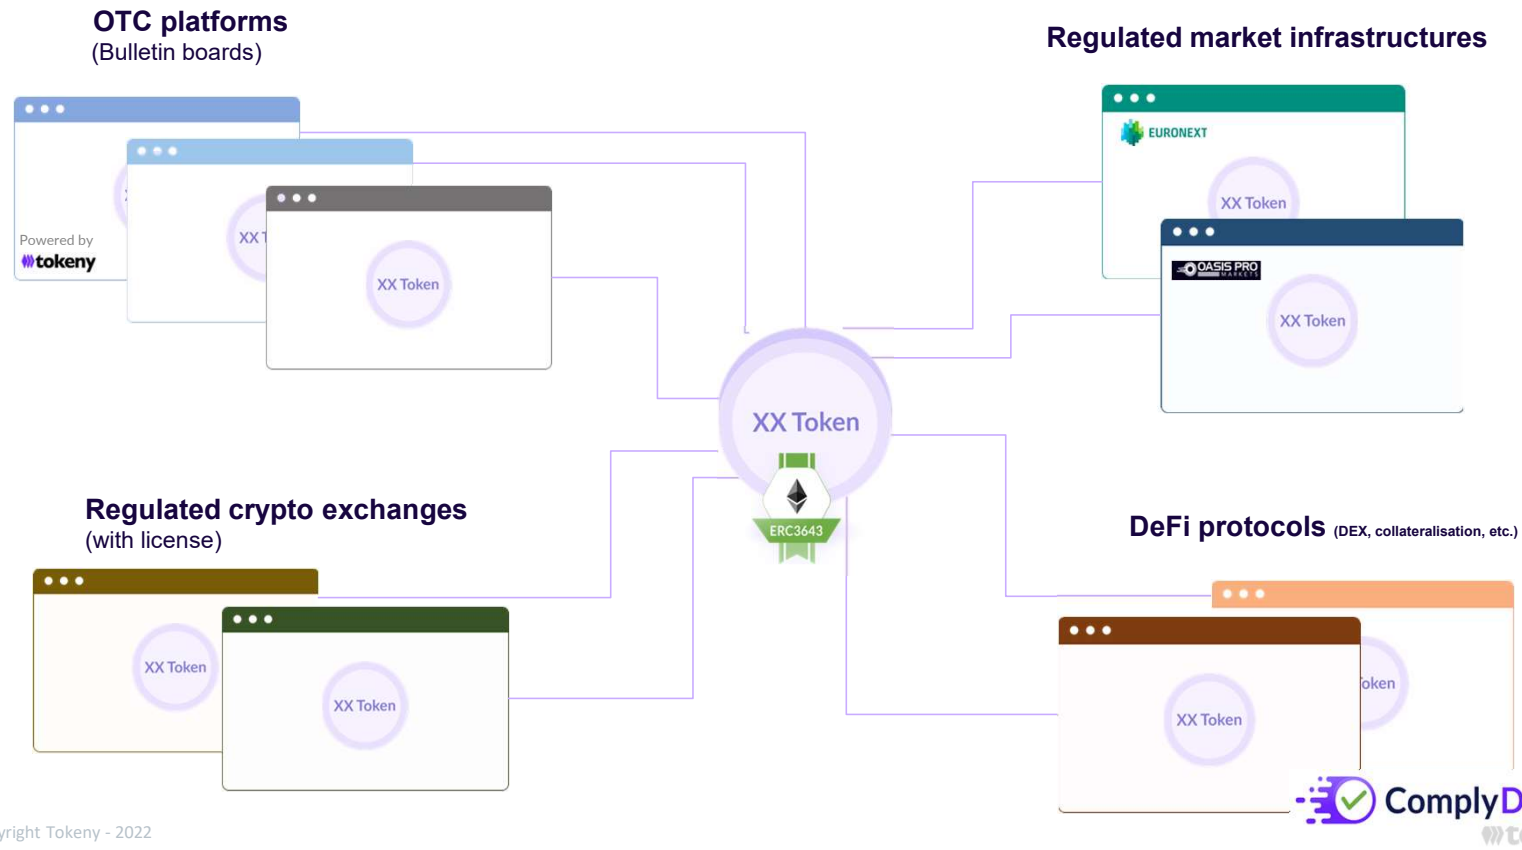 OTC platforms
(Bulletin boards)
Regulated market infrastructures
EURONEXT
XX Token
Powered by
tokeny
XX Token
OASIS PRO
MARKETS
XX Token
XX Token
ERC3643
Regulated crypto exchanges
(with license)
DeFi protocols (DEX, collateralisation, etc.)
XX Token
XX Token
XX Token
ComplyD
yright Tokeny - 2022